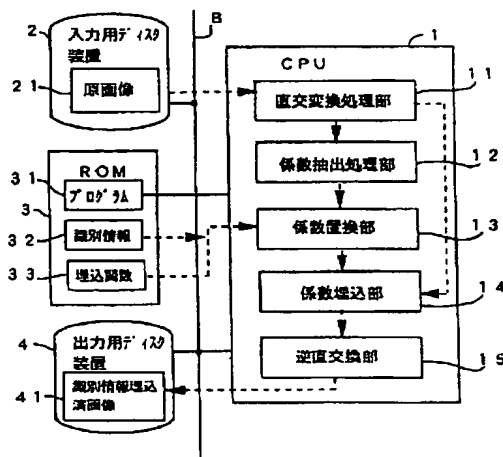 2
入力用ディスク
装置
21
原画像
B
1
CPU
直交変換処理部
11
係数抽出処理部
12
係数置換部
13
係数埋込部
14
逆直交換部
15
ROM
31
プログラム
3
32
識別情報
33
埋込関数
4
出力用ディスク
装置
41
識別情報埋込
済画像